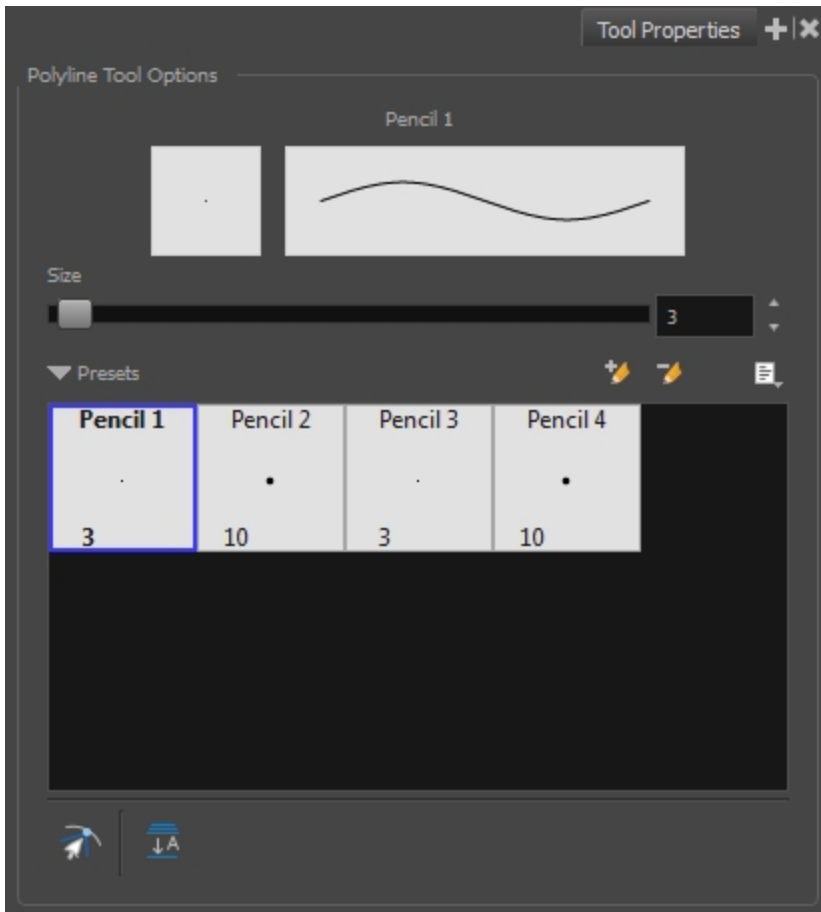 Tool Properties
Polyline Tool Options
Pencil 1
Size
3
Presets
Pencil 1 Pencil 2 Pencil 3 Pencil 4
3 10 3 10
A